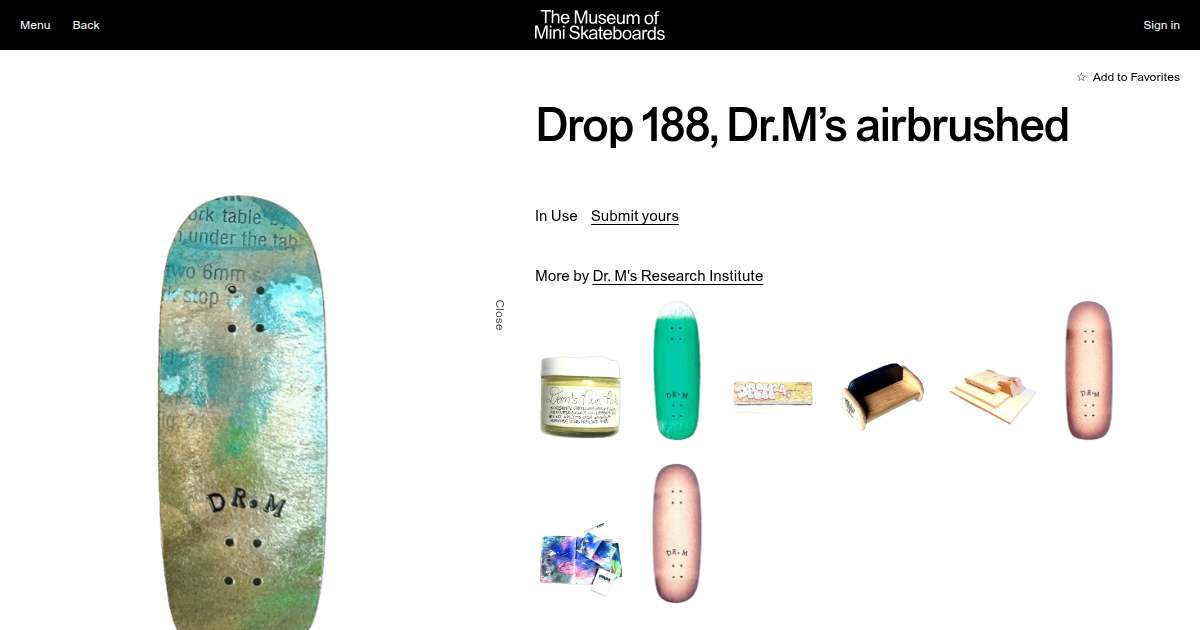 Menu
Back
The Museum of
Mini Skateboards
Sign in
☆ Add to Favorites
Drop 188, Dr.M’s airbrushed
In Use
Submit yours
More by Dr. M's Research Institute
Close
ork table by
under the tab
two 6mm
stop
DR.M
DR.M
DR.M
DR.M